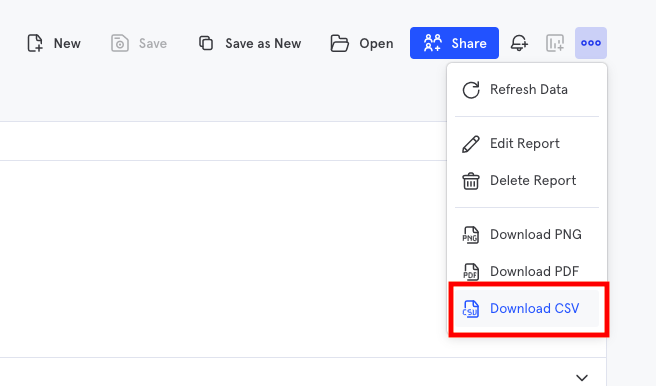 New Save Save as New Open Share
Refresh Data
Edit Report
Delete Report
PNG Download PNG
PDF Download PDF
CSV Download CSV